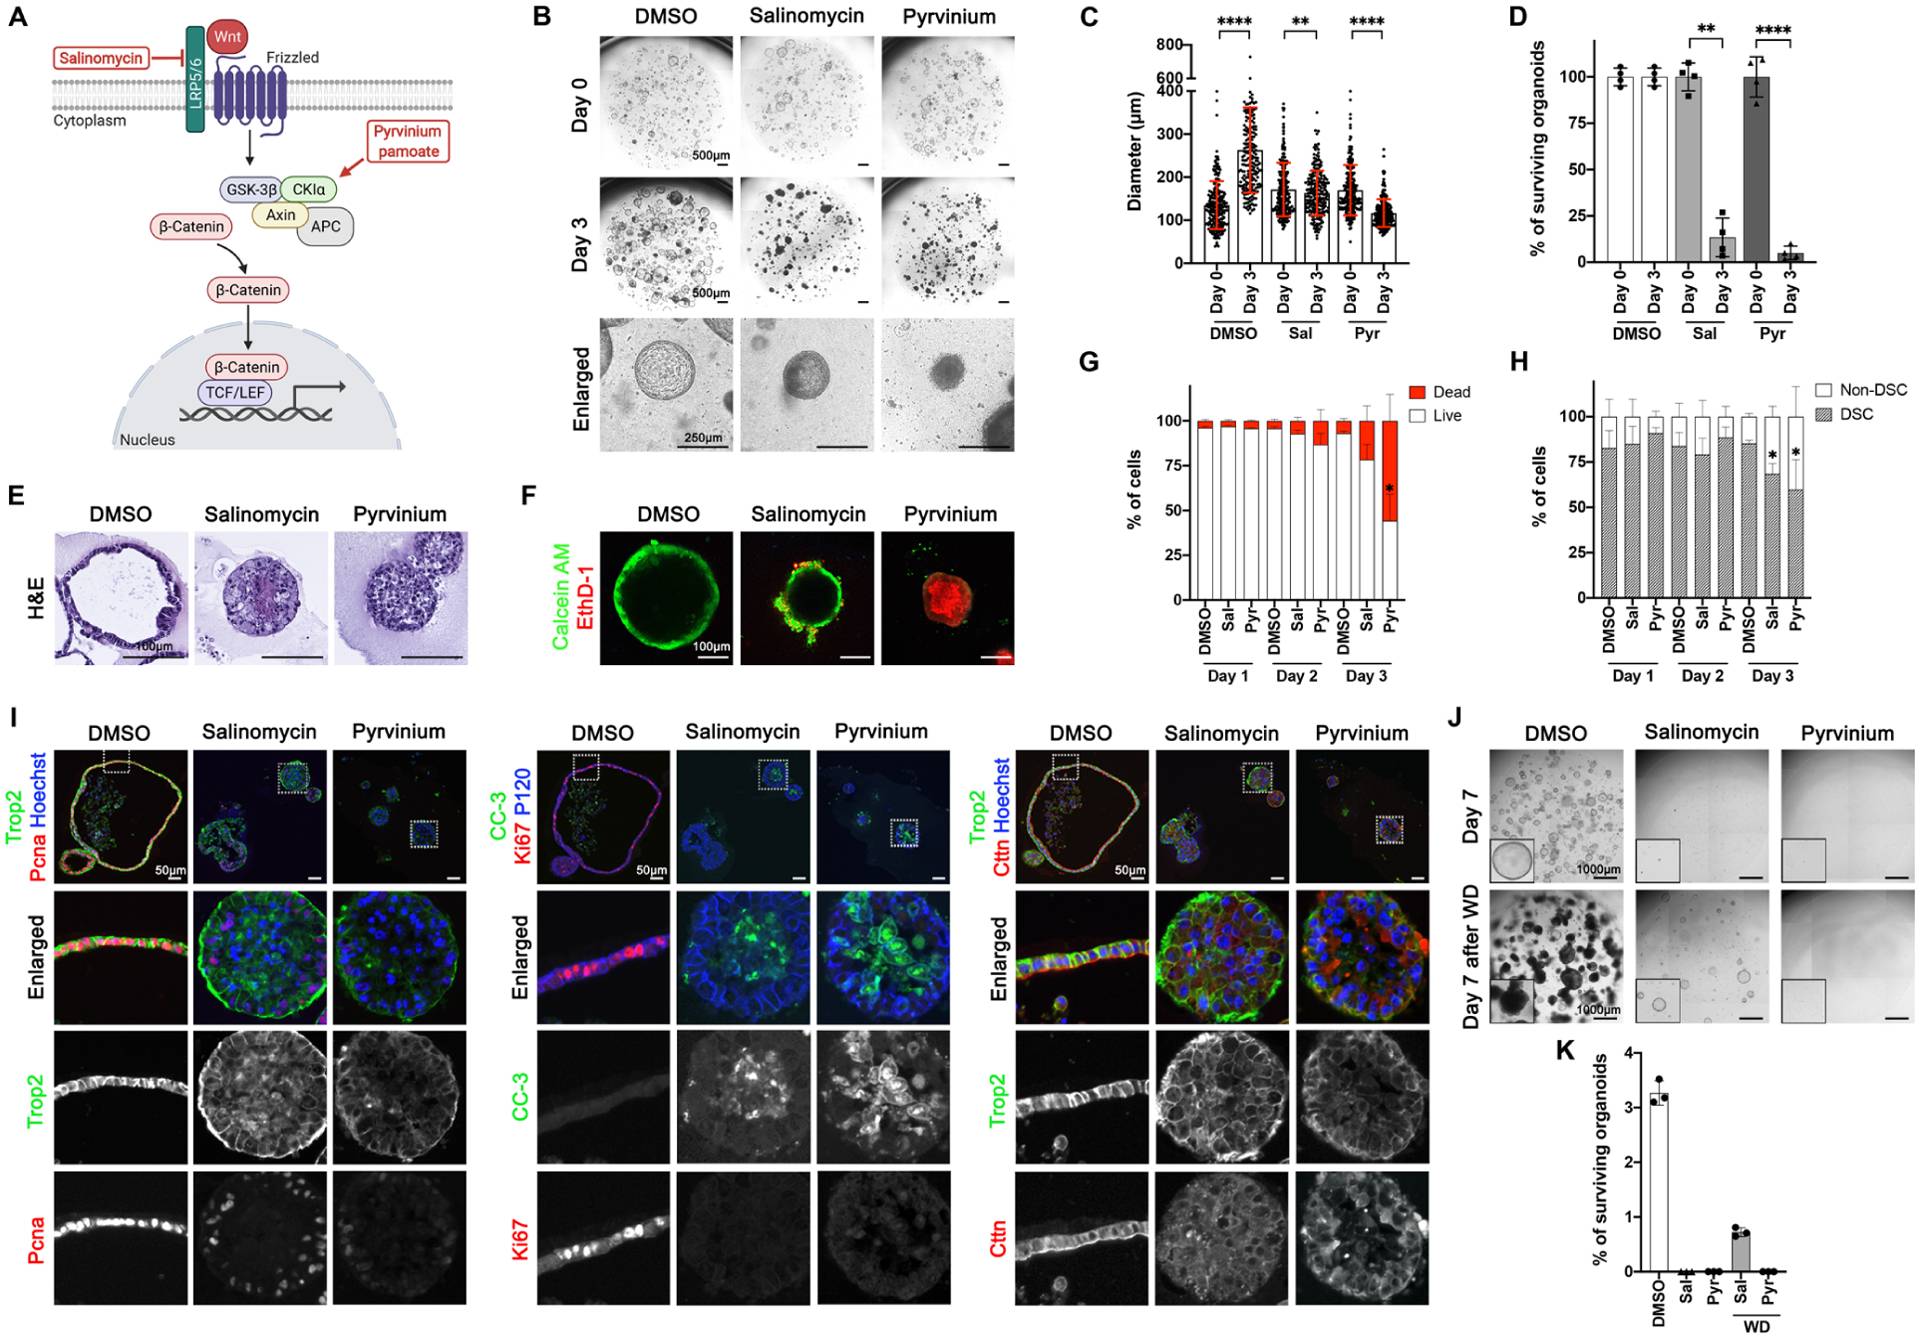 A
Salinomycin
LRP5/6
Wnt
Frizzled
Cytoplasm
Pyrvinium
pamoate
GSK-3β
CKIα
Axin
APC
β-Catenin
β-Catenin
β-Catenin
TCF/LEF
Nucleus
B
DMSO
Salinomycin
Pyrvinium
Day 0
500µm
Day 3
500µm
Enlarged
250µm
C
Diameter (µm)
800
600
400
300
200
100
0
****
**
****
Day 0
Day 3
Day 0
Day 3
Day 0
Day 3
DMSO
Sal
Pyr
D
% of surviving organoids
100
75
50
25
0
**
****
Day 0
Day 3
Day 0
Day 3
Day 0
Day 3
DMSO
Sal
Pyr
E
DMSO
Salinomycin
Pyrvinium
H&E
100µm
F
DMSO
Salinomycin
Pyrvinium
Calcein AM
EthD-1
100µm
G
% of cells
100
75
50
25
0
Dead
Live
*
DMSO
Sal
Pyr
DMSO
Sal
Pyr
DMSO
Sal
Pyr
Day 1
Day 2
Day 3
H
% of cells
100
75
50
25
0
Non-DSC
DSC
*
*
DMSO
Sal
Pyr
DMSO
Sal
Pyr
DMSO
Sal
Pyr
Day 1
Day 2
Day 3
I
DMSO
Salinomycin
Pyrvinium
Trop2
Pcna Hoechst
50µm
Enlarged
Trop2
Pcna
DMSO
Salinomycin
Pyrvinium
CC-3
Ki67 P120
50µm
Enlarged
CC-3
Ki67
DMSO
Salinomycin
Pyrvinium
Trop2
Cttn Hoechst
50µm
Enlarged
Trop2
Cttn
J
DMSO
Salinomycin
Pyrvinium
Day 7
1000µm
Day 7 after WD
1000µm
K
% of surviving organoids
4
3
2
1
0
DMSO
Sal
Pyr
Sal
Pyr
WD